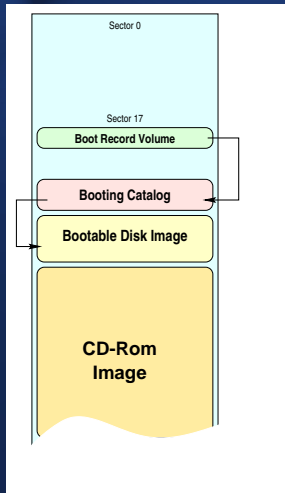 Sector 0
Sector 17
Boot Record Volume
Booting Catalog
Bootable Disk Image
CD-Rom
Image